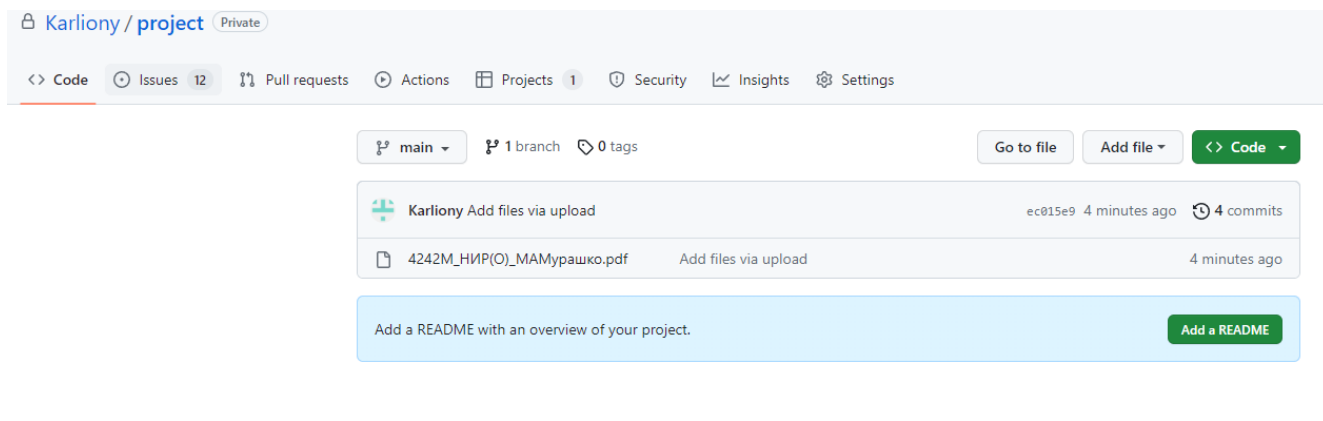 Karliony / project Private
<> Code Issues 12 Pull requests Actions Projects 1 Security Insights Settings
main 1 branch 0 tags Go to file Add file <> Code
Karliony Add files via upload ec015e9 4 minutes ago 4 commits
4242М_НИР(О)_МАМурашко.pdf Add files via upload 4 minutes ago
Add a README with an overview of your project. Add a README